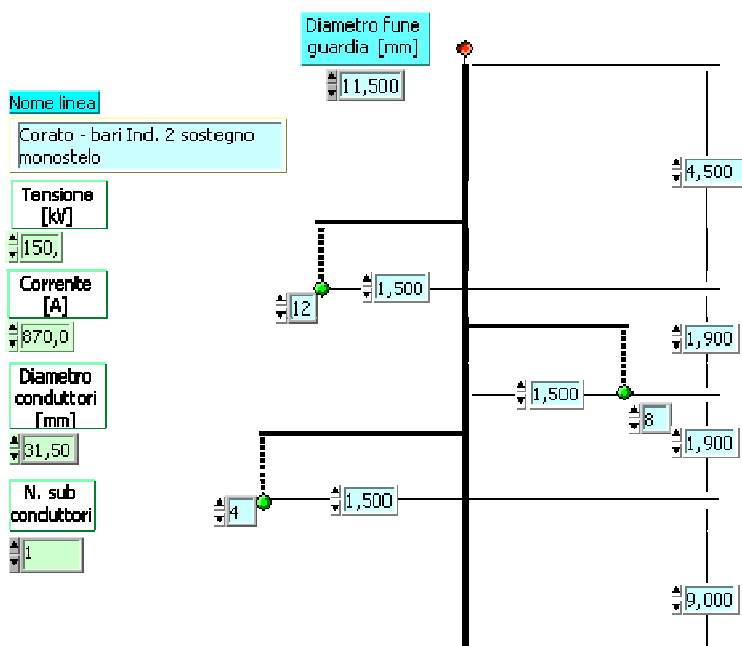 Diametro fune
guardia [mm]
11,500
Nome linea
Corato - bari Ind. 2 sostegno
monostelo
4,500
Tensione
[kV]
150,
Corrente
[A]
1,500
12
870,0
1,900
Diametro
conduttori
[mm]
1,500
8
31,50
1,900
N. sub
conduttori
4
1,500
1
9,000